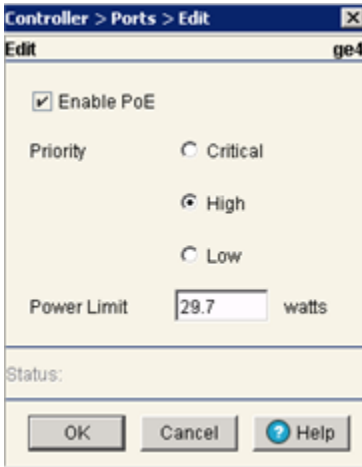 Controller > Ports > Edit
Edit ge4
Enable PoE
Priority Critical
High
Low
Power Limit 29.7 watts
Status:
OK Cancel ? Help